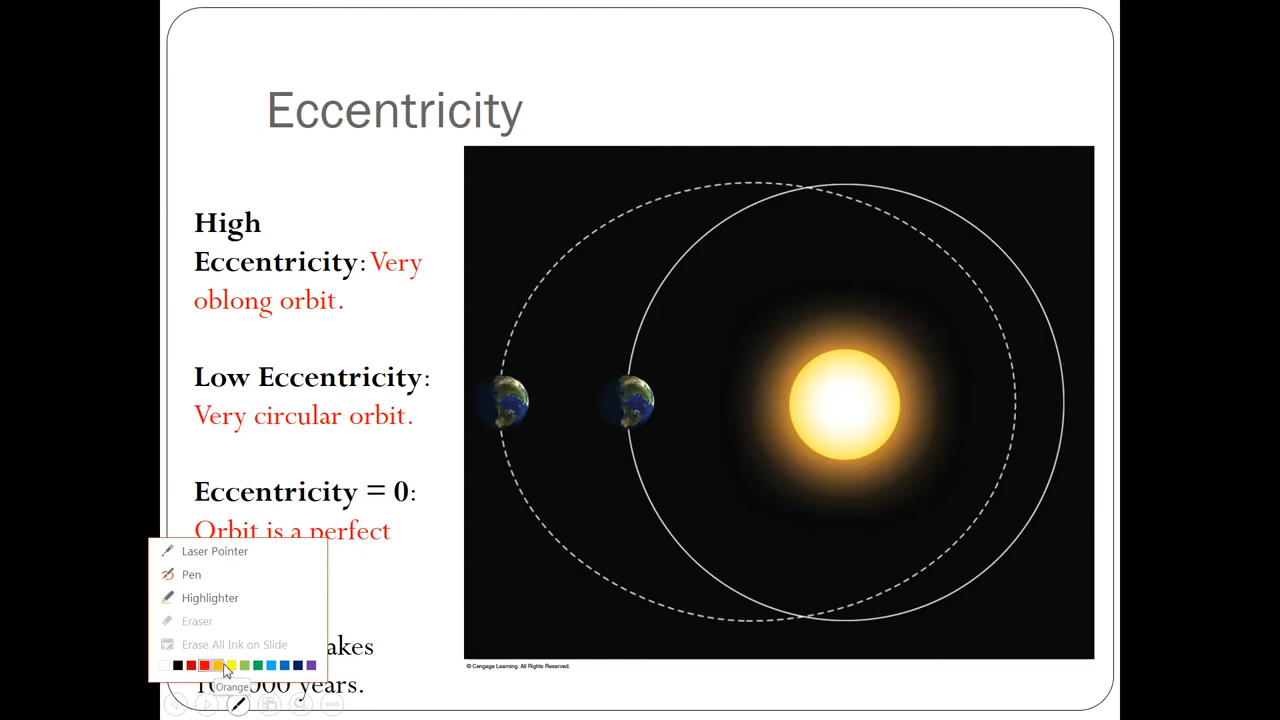 Eccentricity
High
Eccentricity: Very
oblong orbit.
Low Eccentricity:
Very circular orbit.
Eccentricity = 0:
Orbit is a perfect
Laser Pointer
Pen
Highlighter
Eraser
Erase All Ink on Slide
Orange
years.
© Cengage Learning. All Rights Reserved.